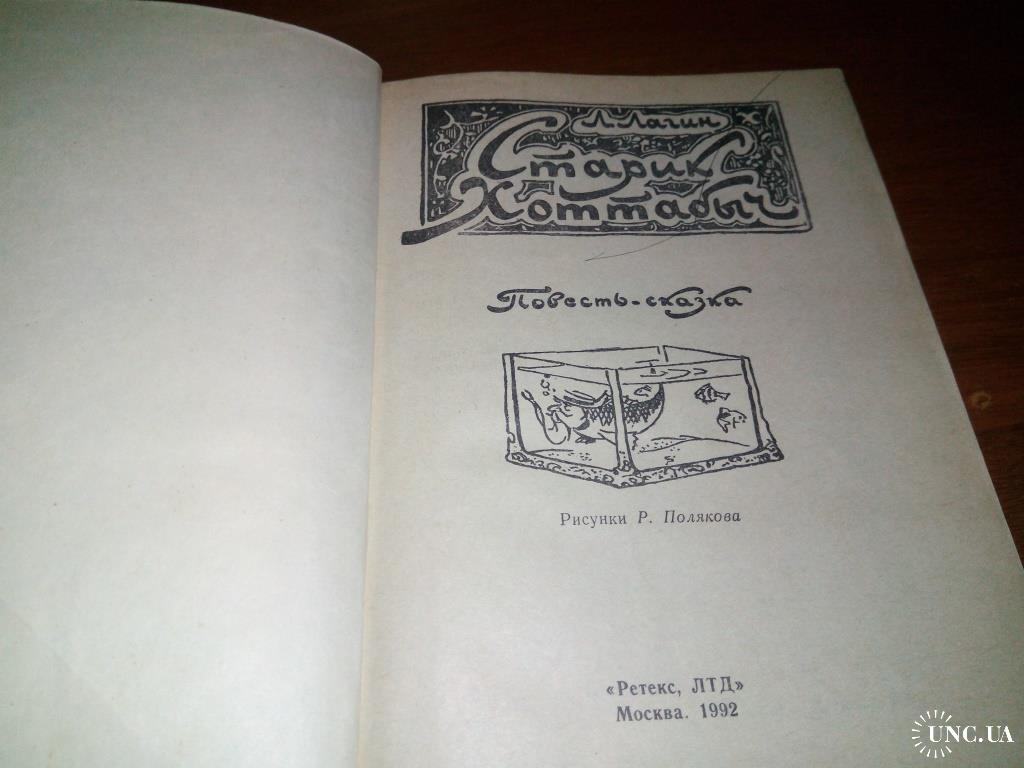 Л. Лагин
Старик
Хоттабыч
Повесть-сказка
Рисунки Р. Полякова
«Ретекс, ЛТД»
Москва. 1992
UNC.UA